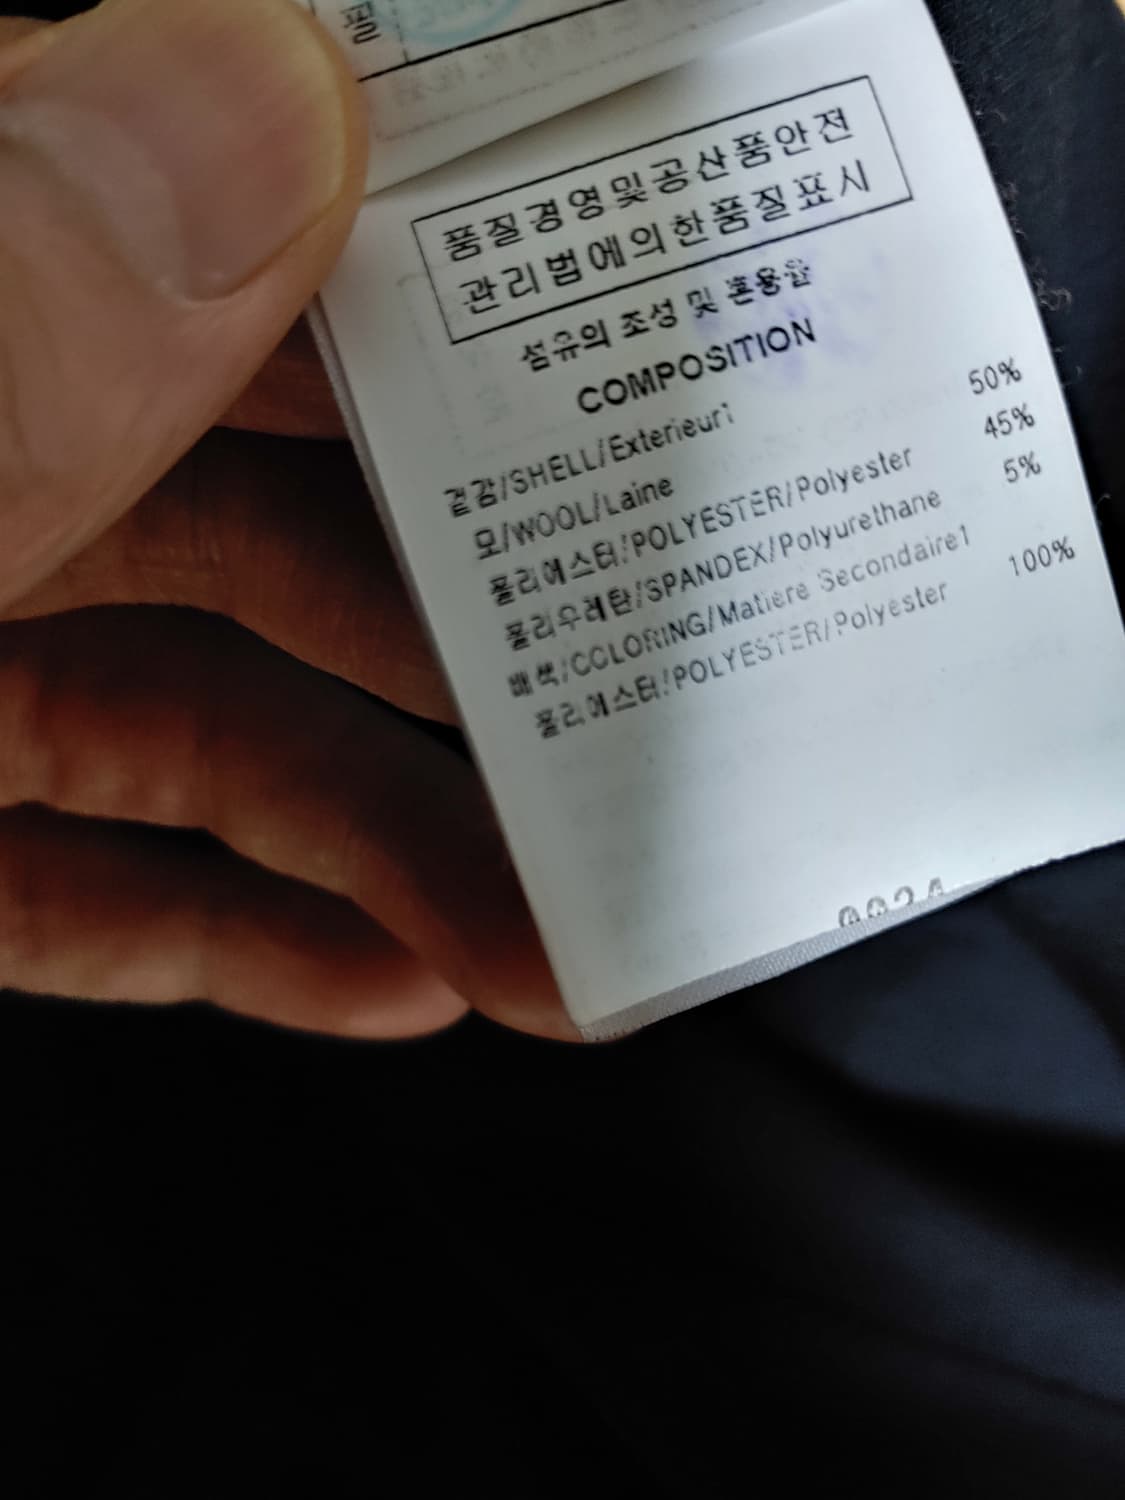 필
품질경영및공산품안전
관리법에의한품질표시
섬유의 조성 및 혼용율
COMPOSITION
겉감/SHELL/Exterieur1
모/WOOL/Laine 50%
폴리에스터/POLYESTER/Polyester 45%
폴리우레탄/SPANDEX/Polyurethane 5%
배색/COLORING/Matiere Secondaire1
폴리에스터/POLYESTER/Polyester 100%